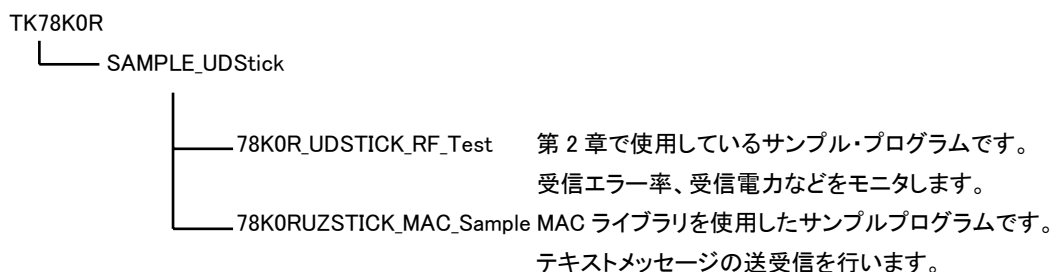 TK78K0R
SAMPLE_UDStick
78K0R_UDSTICK_RF_Test 第 2 章で使用しているサンプル・プログラムです。
受信エラー率、受信電力などをモニタします。
78K0RUZSTICK_MAC_Sample MAC ライブラリを使用したサンプルプログラムです。
テキストメッセージの送受信を行います。